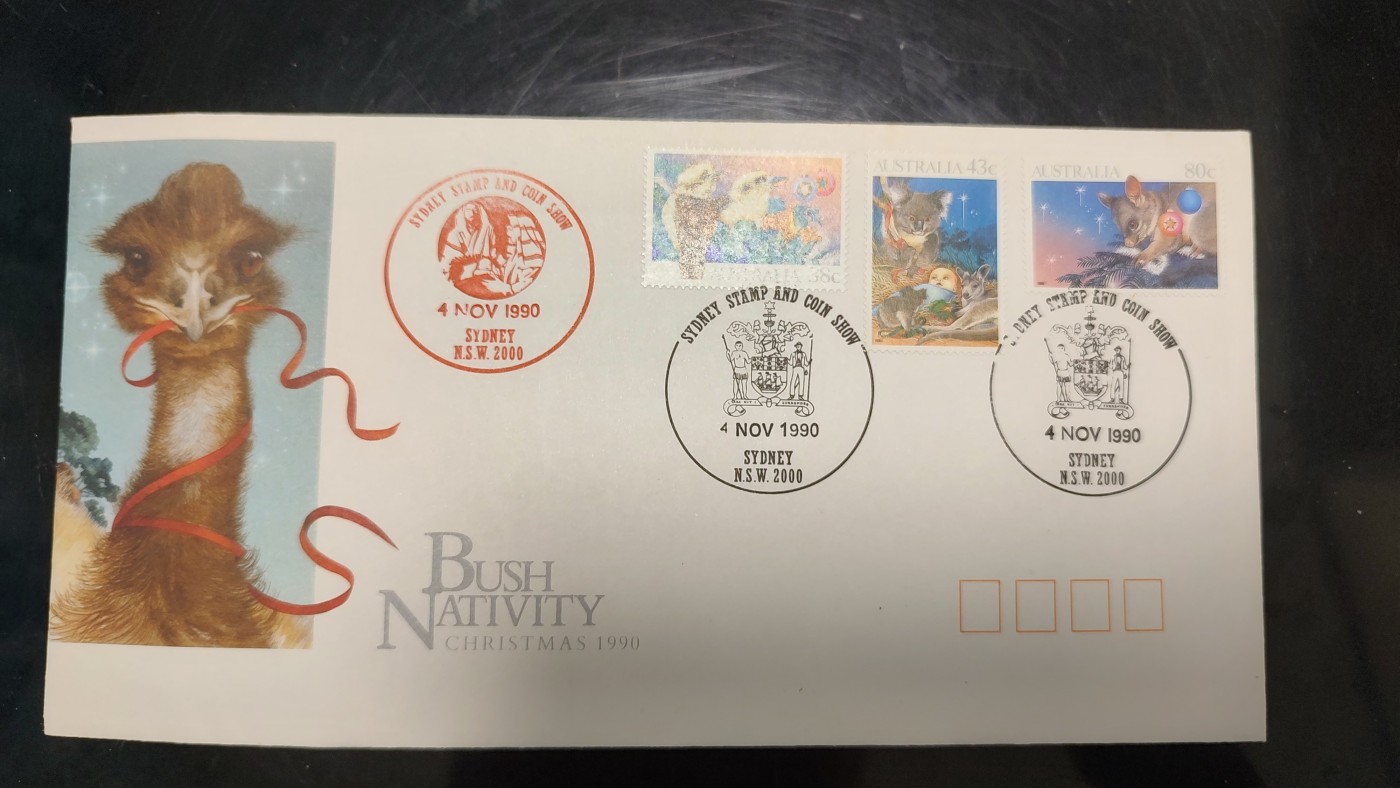 SYDNEY STAMP AND COIN SHOW
4 NOV 1990
SYDNEY
N.S.W. 2000
AUSTRALIA
38c
AUSTRALIA 43c
AUSTRALIA 80c
SYDNEY STAMP AND COIN SHOW
4 NOV 1990
SYDNEY
N.S.W. 2000
DNEY STAMP AND COIN SHOW
4 NOV 1990
SYDNEY
N.S.W. 2000
BUSH
NATIVITY
CHRISTMAS 1990